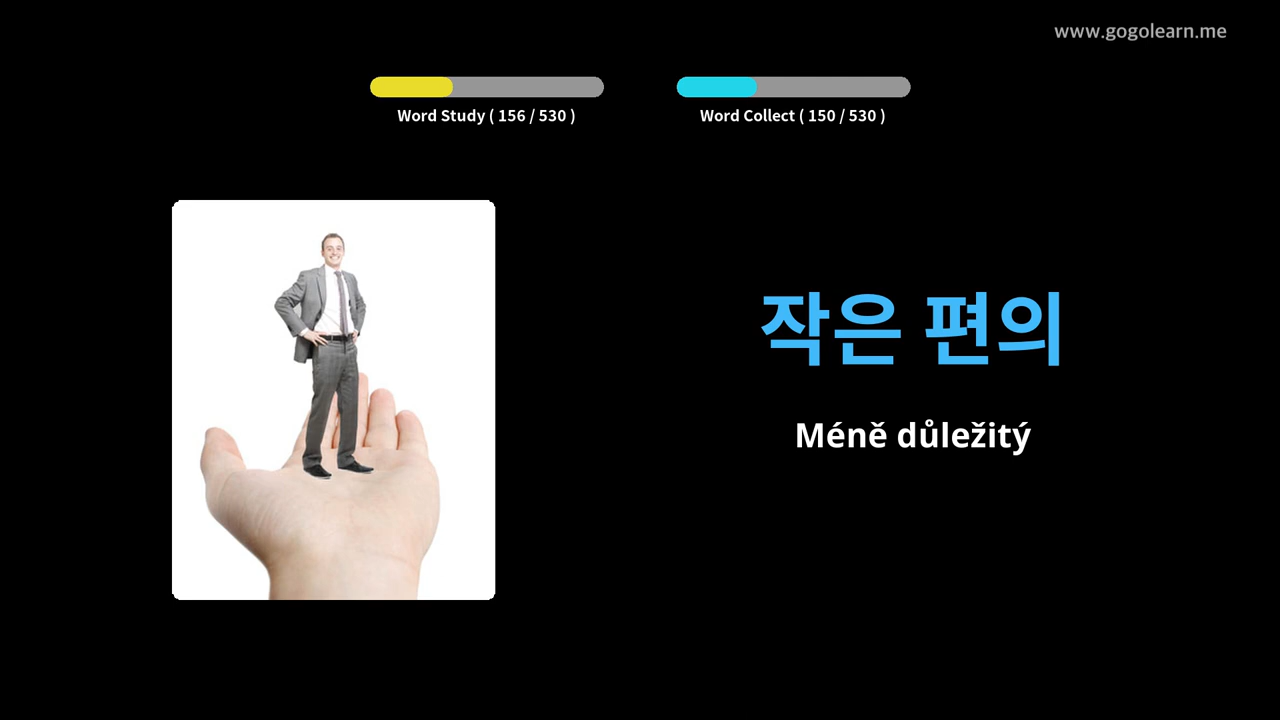 www.gogolearn.me
Word Study ( 156 / 530 )
Word Collect ( 150 / 530 )
작은 편의
Méně důležitý